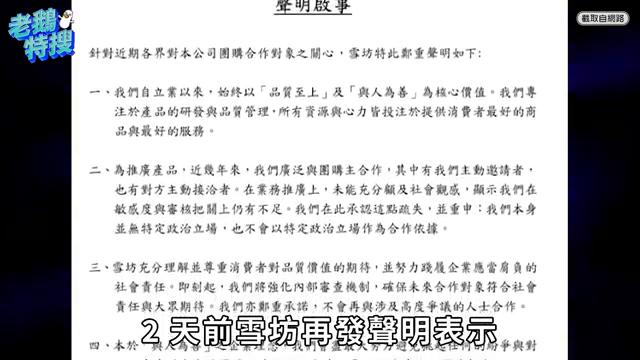 聲明啟事
老鵝
特搜
截取自網路
針對近期各界對本公司團購合作對象之關心,雪坊特此鄭重聲明如下:
一、我們自立業以來,始終以「品質至上」及「與人為善」為核心價值。我們專
注於產品的研發與品質管理,所有資源與心力皆投注於提供消費者最好的商
品與最好的服務。
二、為推廣產品,近幾年來,我們廣泛與團購主合作,其中有我們主動邀請者,
也有對方主動接洽者。在業務推廣上,未能充分顧及社會觀感,顯示我們在
敏感度與審核把關上仍有不足。我們在此承認這點疏失,並重申:我們本身
並無特定政治立場,也不會以特定政治立場作為合作依據。
三、雪坊充分理解並尊重消費者對品質價值的期待,並努力踐履企業應當肩負的
社會責任。即刻起,我們將強化內部審查機制,確保未來合作對象符合社會
責任與大眾期待。我們亦鄭重承諾,不會再與涉及高度爭議的人士合作。
2 天前雪坊再發聲明表示
四、本於「與人為善」之企業理念